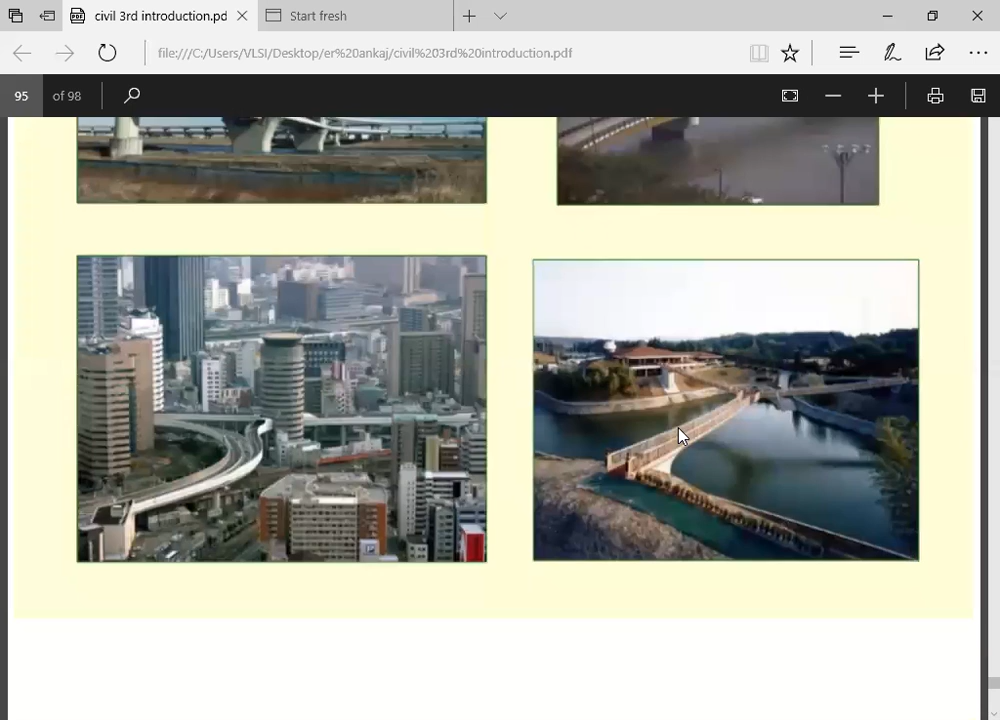 civil 3rd introduction.pd
Start fresh
file:///C:/Users/VLSI/Desktop/er%20ankaj/civil%203rd%20introduction.pdf
95 of 98